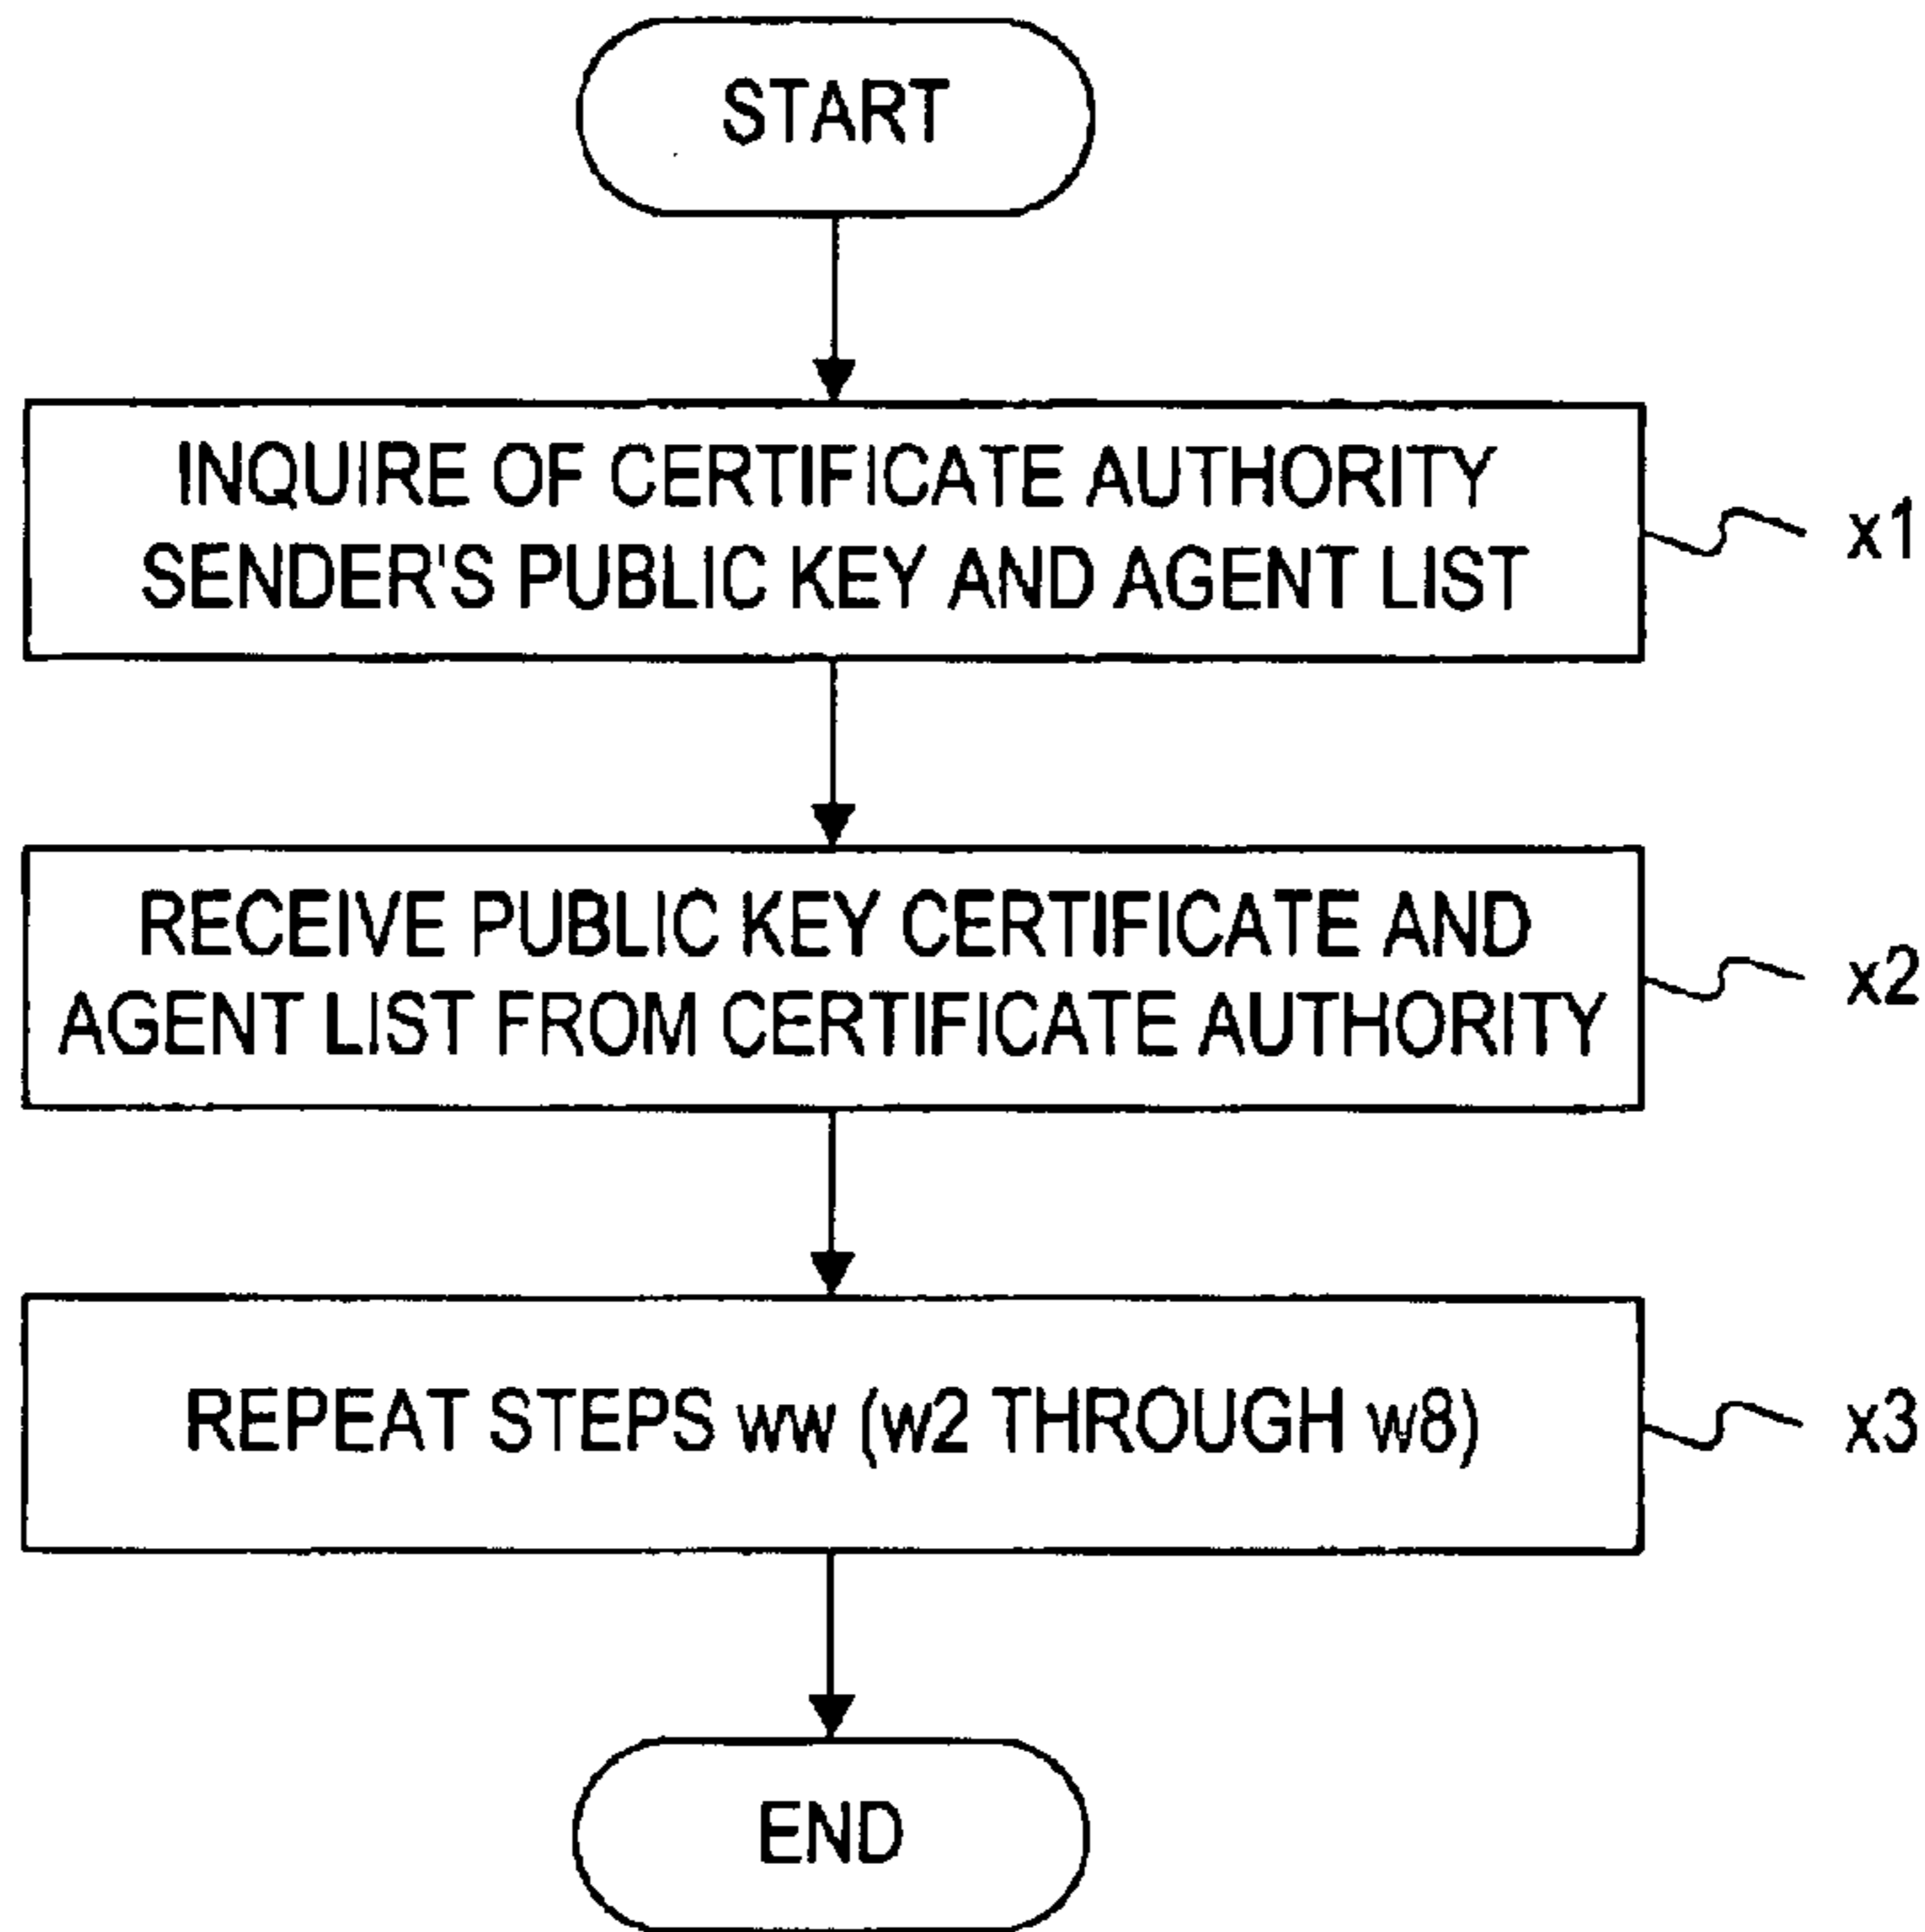 START
INQUIRE OF CERTIFICATE AUTHORITY
SENDER'S PUBLIC KEY AND AGENT LIST
x1
RECEIVE PUBLIC KEY CERTIFICATE AND
AGENT LIST FROM CERTIFICATE AUTHORITY
x2
REPEAT STEPS ww (w2 THROUGH w8)
x3
END